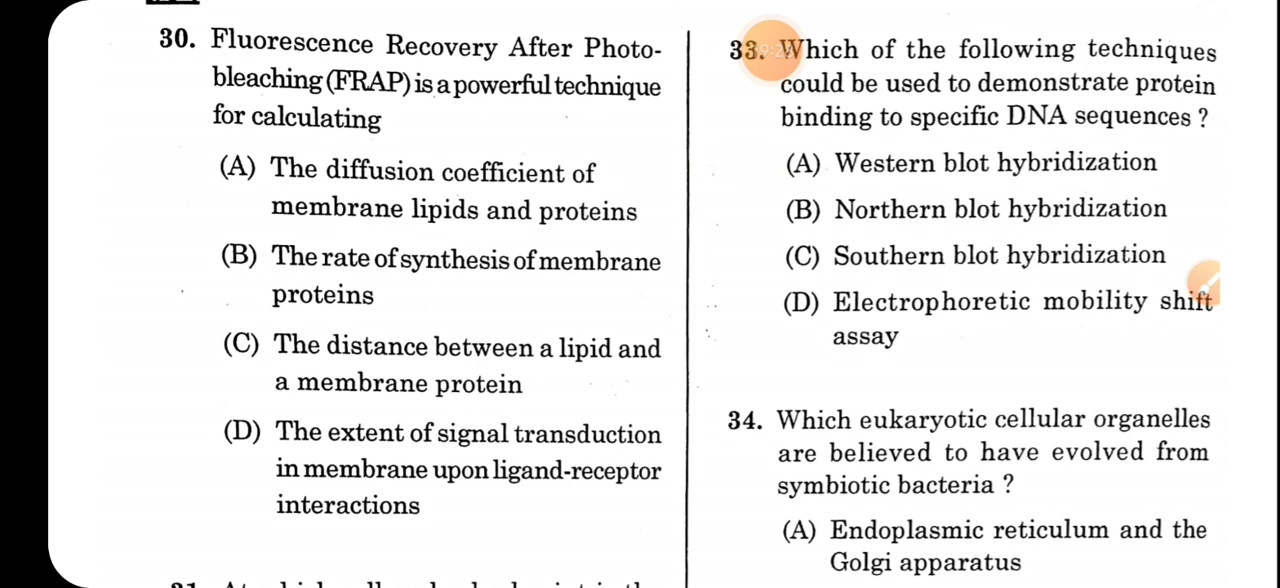 30. Fluorescence Recovery After Photo-
bleaching (FRAP) is a powerful technique
for calculating
(A) The diffusion coefficient of
membrane lipids and proteins
(B) The rate of synthesis of membrane
proteins
(C) The distance between a lipid and
a membrane protein
(D) The extent of signal transduction
in membrane upon ligand-receptor
interactions
33. Which of the following techniques
could be used to demonstrate protein
binding to specific DNA sequences ?
(A) Western blot hybridization
(B) Northern blot hybridization
(C) Southern blot hybridization
(D) Electrophoretic mobility shift
assay
34. Which eukaryotic cellular organelles
are believed to have evolved from
symbiotic bacteria ?
(A) Endoplasmic reticulum and the
Golgi apparatus